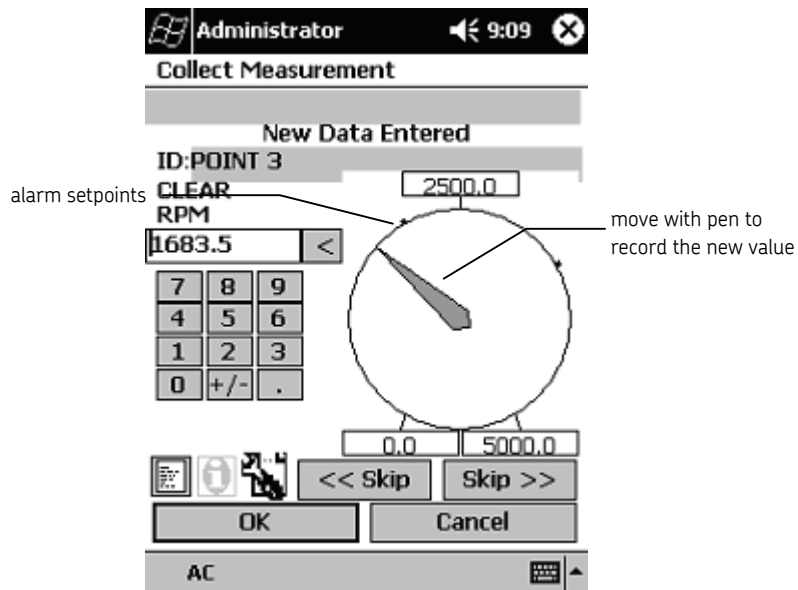 Administrator 9:09
Collect Measurement
New Data Entered
ID:POINT 3
alarm setpoints
CLEAR
RPM
2500.0
move with pen to
record the new value
1683.5 <
7 8 9
4 5 6
1 2 3
0 +/- .
0.0 5000.0
<< Skip Skip >>
OK Cancel
AC